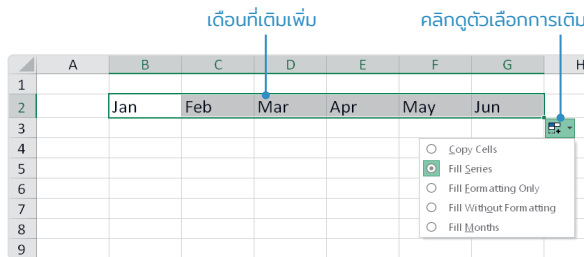 เดือนที่เติมเพิ่ม คลิกดูตัวเลือกการเติม
A B C D E F G H
1
2 Jan Feb Mar Apr May Jun
3
4 Copy Cells
5 Fill Series
6 Fill Formatting Only
7 Fill Without Formatting
8 Fill Months
9